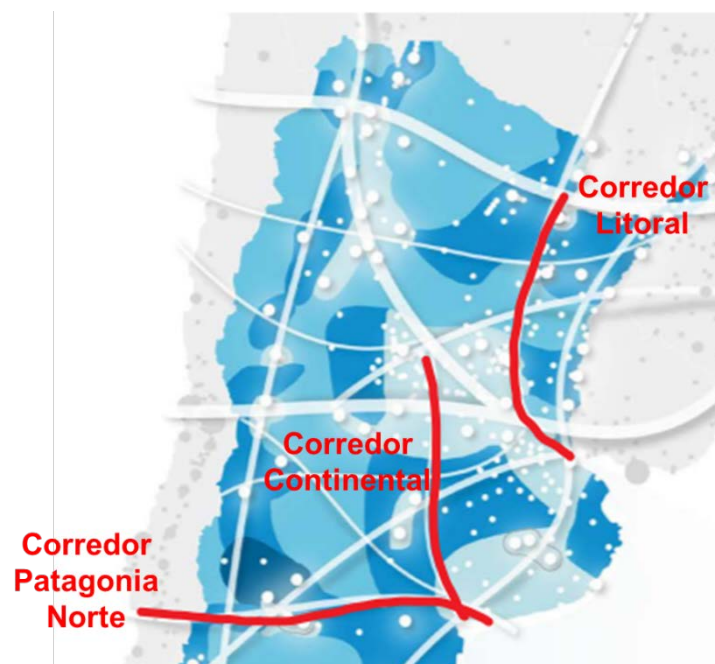 Corredor
Litoral
Corredor
Continental
Corredor
Patagonia
Norte